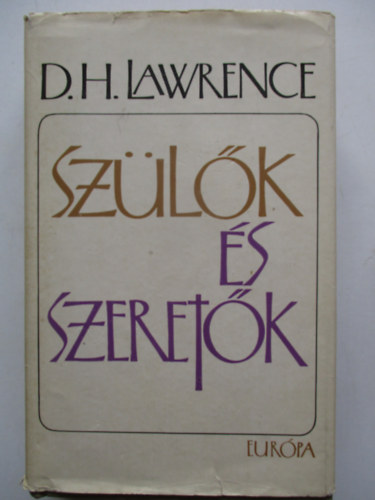 D.H. LAWRENCE
SZÜLŐK
ÉS
SZERETŐK
EURÓPA